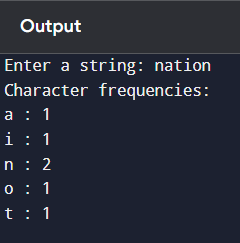 Output
Enter a string: nation
Character frequencies:
a : 1
i : 1
n : 2
o : 1
t : 1